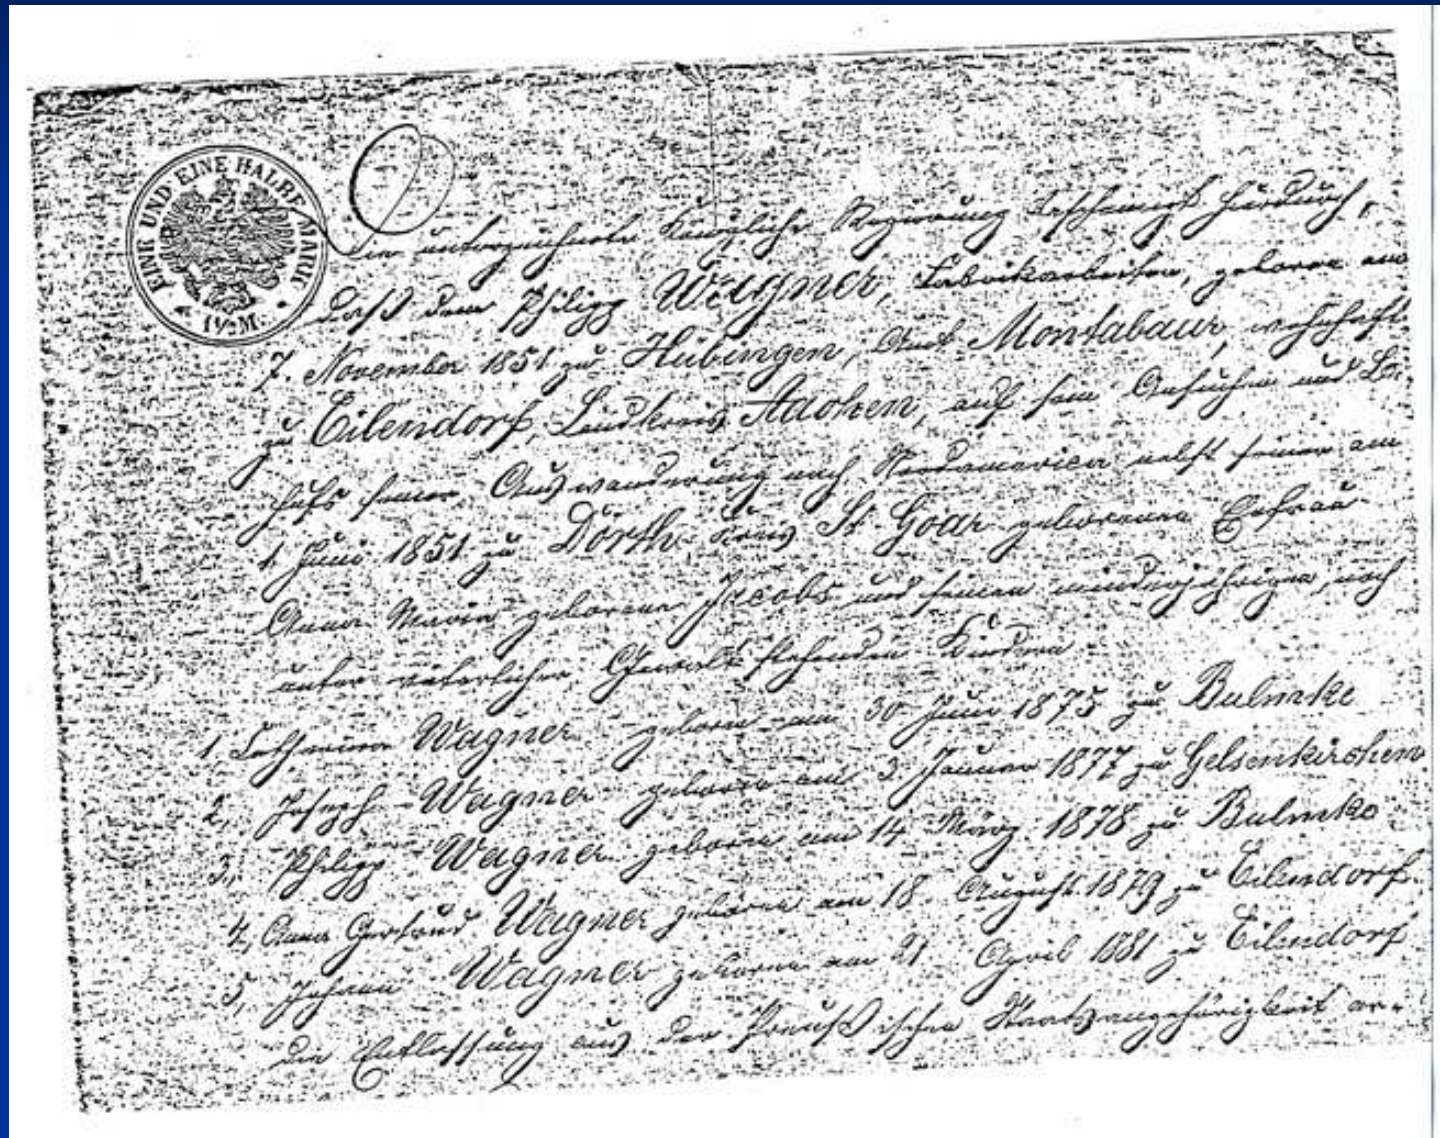 EINE UND EINE HALBE MARK
1½ M.
Die unterzeichnete Königliche Regierung bescheinigt hierdurch,
daß dem Philipp Wagner, Fabrikarbeiter, geboren am
7. November 1851 zu Hübingen, Amt Montabaur, wohnhaft
zu Eilendorf, Landkreis Aachen, auf sein Ansuchen und Be-
hufs seiner Auswanderung nach Nordamerica nebst seiner am
1. Juni 1851 zu Dörth, Kreis St. Goar geborenen Ehefrau
Anna Maria geborene Jacobs und seinen minderjährigen, noch
unter väterlicher Gewalt stehenden Kindern
1, Catharina Wagner geboren am 30 Juni 1875 zu Bulmke
2, Joseph Wagner geboren am 3. Januar 1877 zu Gelsenkirchen
3, Philipp Wagner geboren am 14 März 1878 zu Bulmke
4, Anna Gertrud Wagner geboren am 18 August 1879 zu Eilendorf.
5, Johann Wagner geboren am 21 April 1881 zu Eilendorf
die Entlassung aus der Preußischen Staatsangehörigkeit er-